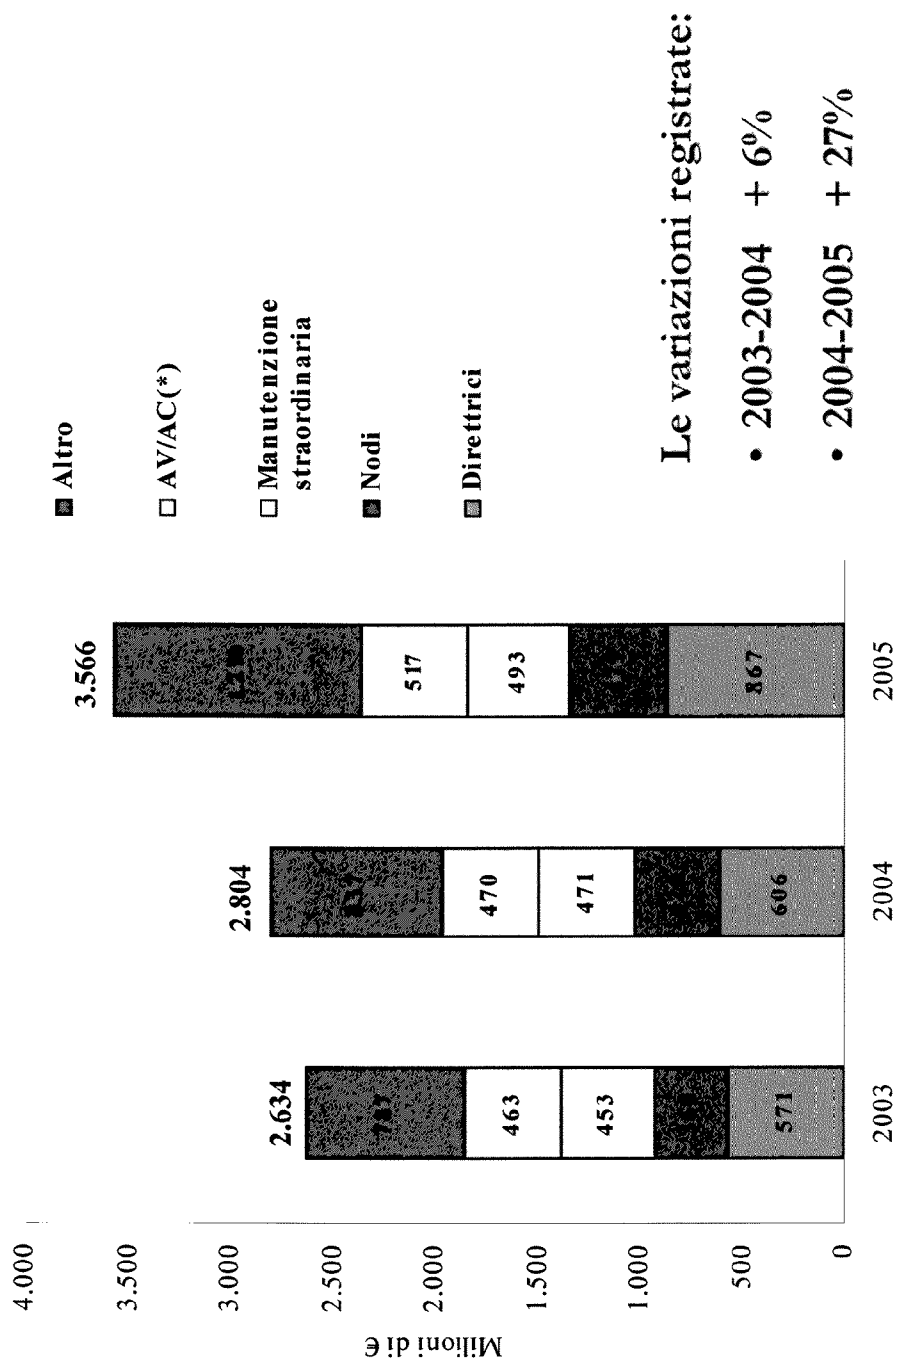 Milioni di €
4.000
3.500
3.000
2.500
2.000
1.500
1.000
500
0
2.634
463
453
571
2003
2.804
470
471
606
2004
3.566
517
493
867
2005
Altro
AV/AC(*)
Manutenzione
straordinaria
Nodi
Direttrici
Le variazioni registrate:
• 2003-2004 + 6%
• 2004-2005 + 27%